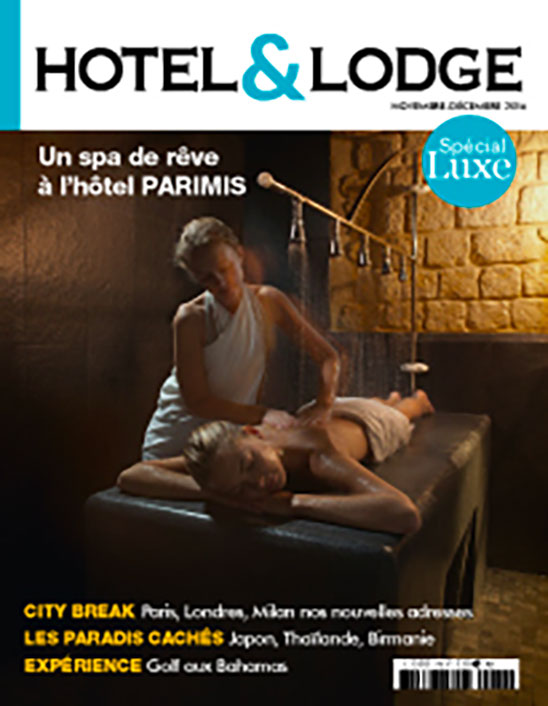 HOTEL&LODGE
NOVEMBRE-DÉCEMBRE 2016
Spécial
Luxe
Un spa de rêve
à l'hôtel PARIMIS
CITY BREAK Paris, Londres, Milan nos nouvelles adresses
LES PARADIS CACHÉS Japon, Thaïlande, Birmanie
EXPÉRIENCE Golf aux Bahamas